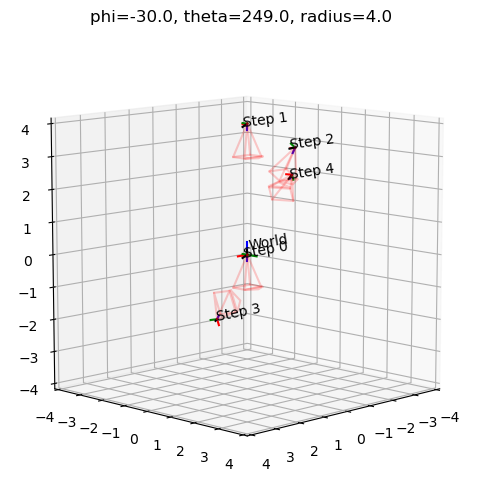 phi=-30.0, theta=249.0, radius=4.0
Step 1
Step 2
Step 4
World
Step 0
Step 3
4
3
2
1
0
−1
−2
−3
−4
−4 −3 −2 −1 0 1 2 3 4
4 3 2 1 0 −1 −2 −3 −4